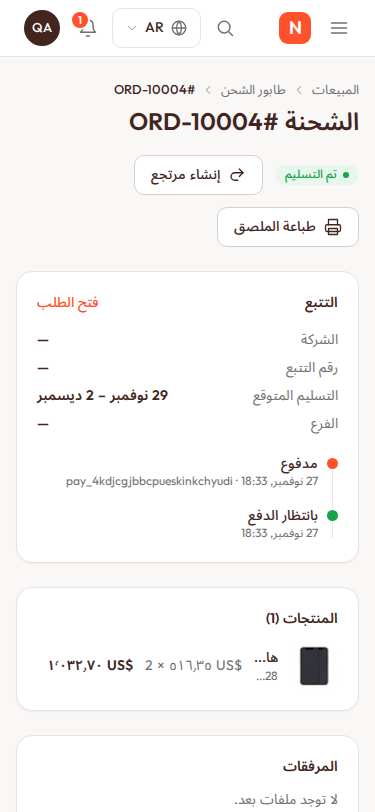 N
AR
1
QA
المبيعات > طابور الشحن > ORD-10004#
الشحنة #ORD-10004
تم التسليم
إنشاء مرتجع
طباعة الملصق
التتبع
فتح الطلب
الشركة —
رقم التتبع —
التسليم المتوقع 29 نوفمبر – 2 ديسمبر
الفرع —
مدفوع
27 نوفمبر, 18:33 · pay_4kdjcgjbbcpueskinkchyudi
بانتظار الدفع
27 نوفمبر, 18:33
المنتجات (1)
ها...
28...
2 × ٥١٦٫٣٥ US$
١٬٠٣٢٫٧٠ US$
المرفقات
لا توجد ملفات بعد.